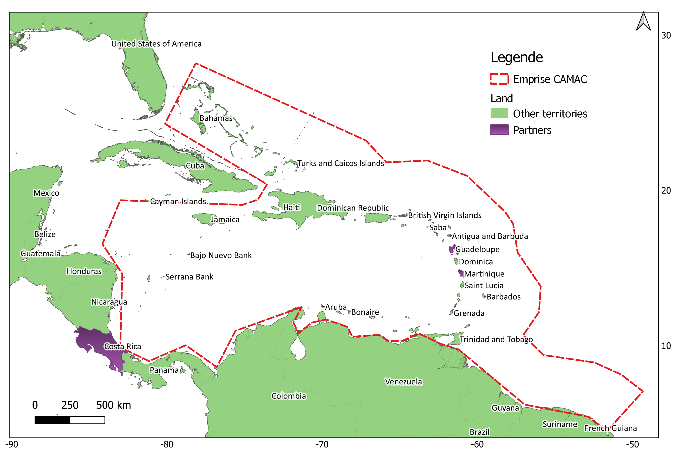 30
United States of America
Legende
Emprise CAMAC
Land
Other territories
Partners
Bahamas
Turks and Caicos Islands
Cuba
20
Mexico
Cayman Islands
Haiti
Dominican Republic
British Virgin Islands
Jamaica
Saba
Belize
Antigua and Barbuda
Guatemala
Bajo Nuevo Bank
Guadeloupe
Dominica
Honduras
Serrana Bank
Martinique
Saint Lucia
Nicaragua
Barbados
Aruba
Bonaire
Grenada
Costa Rica
Trinidad and Tobago
10
Panama
Venezuela
Colombia
0 250 500 km
Guyana
Suriname
French Guiana
Brazil
-90 -80 -70 -60 -50